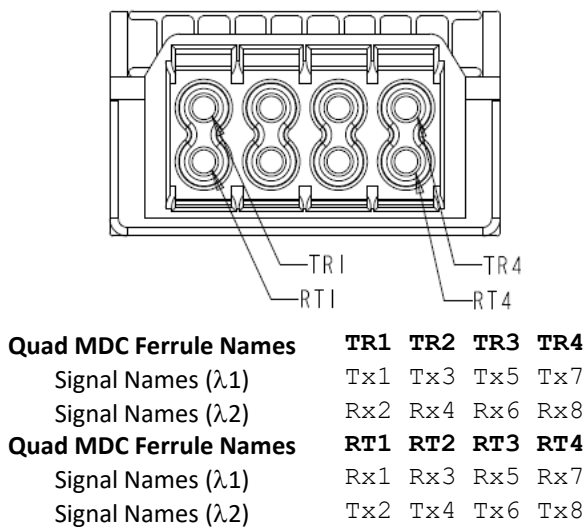 TR1 TR4
RT1 RT4
Quad MDC Ferrule Names TR1 TR2 TR3 TR4
Signal Names (λ1) Tx1 Tx3 Tx5 Tx7
Signal Names (λ2) Rx2 Rx4 Rx6 Rx8
Quad MDC Ferrule Names RT1 RT2 RT3 RT4
Signal Names (λ1) Rx1 Rx3 Rx5 Rx7
Signal Names (λ2) Tx2 Tx4 Tx6 Tx8